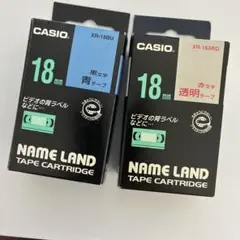 CASIO
XR-18BU
18mm
黒文字
青テープ
ビデオの背ラベル
などに…
NAME LAND
TAPE CARTRIDGE
CASIO
XR-18XRD
18mm
赤文字
透明テープ
ビデオの背ラベル
などに…
NAME LAND
TAPE CARTRIDGE